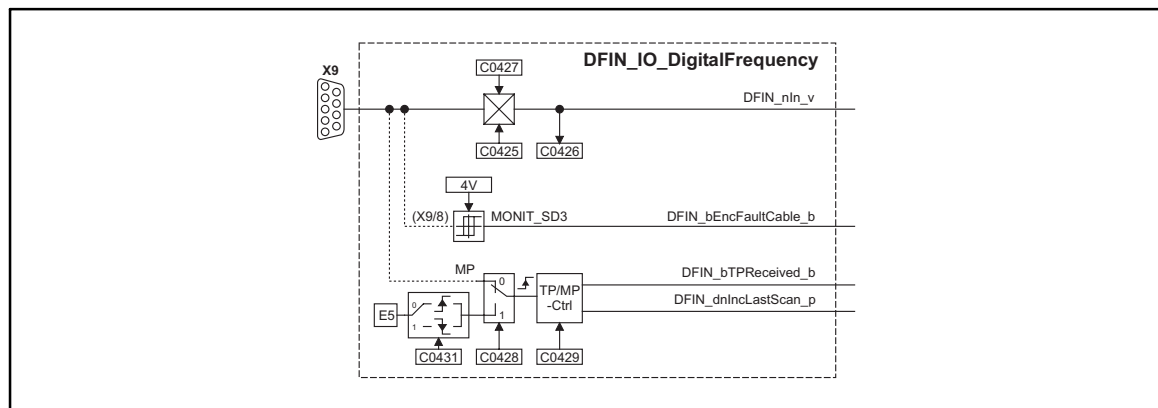 DFIN_IO_DigitalFrequency
X9
C0427
DFIN_nIn_v
C0425
C0426
4V
(X9/8)
MONIT_SD3
DFIN_bEncFaultCable_b
MP
0
1
TP/MP
-Ctrl
DFIN_bTPReceived_b
DFIN_dnIncLastScan_p
E5
0
1
C0431
C0428
C0429